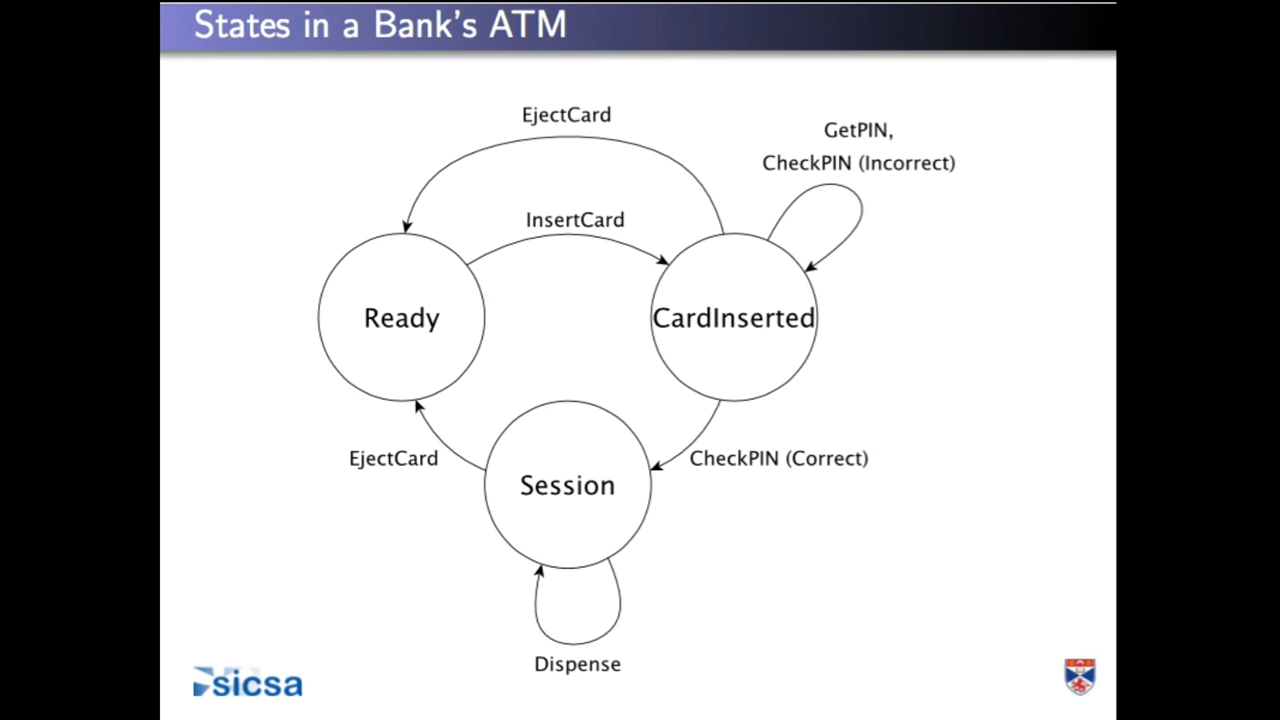 States in a Bank's ATM
EjectCard
GetPIN,
CheckPIN (Incorrect)
InsertCard
Ready
CardInserted
EjectCard
CheckPIN (Correct)
Session
Dispense
sicsa